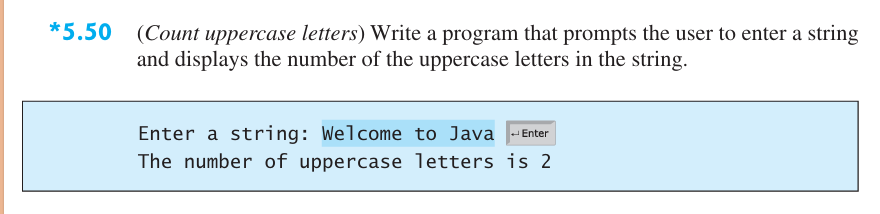 *5.50 (Count uppercase letters) Write a program that prompts the user to enter a string
and displays the number of the uppercase letters in the string.
Enter a string: Welcome to Java ↵Enter
The number of uppercase letters is 2